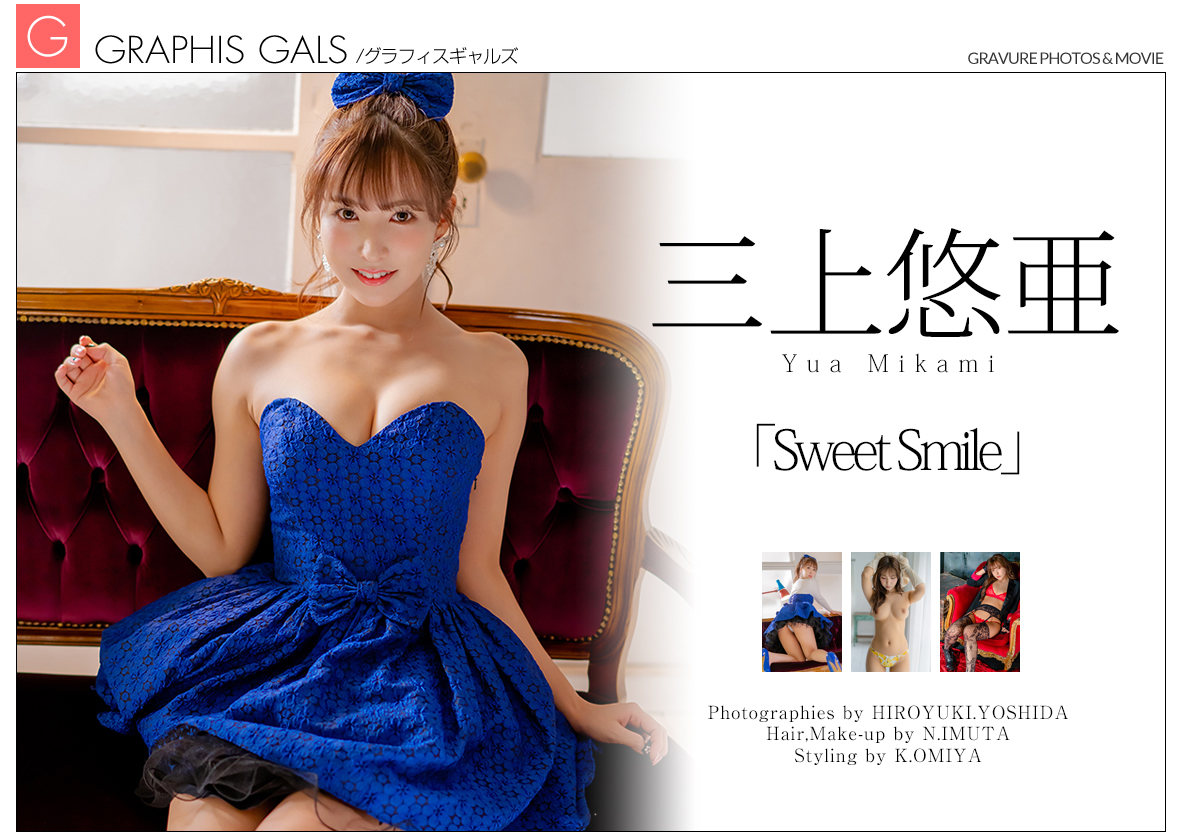 G
GRAPHIS GALS /グラフィスギャルズ
GRAVURE PHOTOS & MOVIE
三上悠亜
Yua Mikami
「Sweet Smile」
Photographies by HIROYUKI.YOSHIDA
Hair,Make-up by N.IMUTA
Styling by K.OMIYA